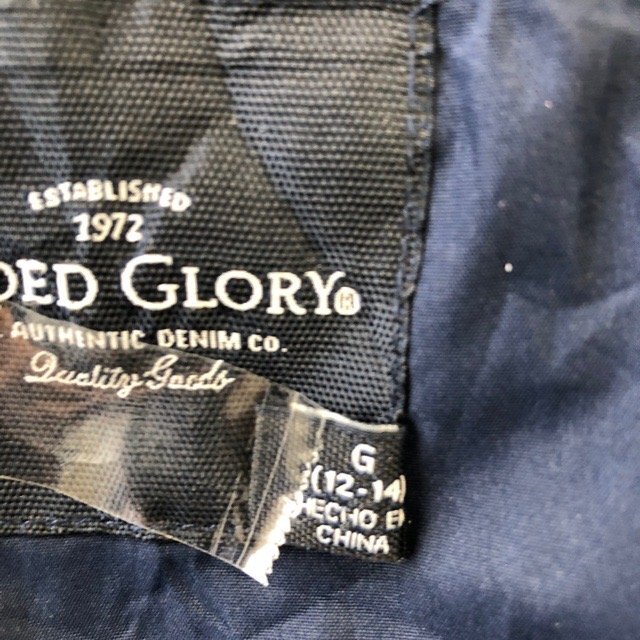 ESTABLISHED
1972
DED GLORY®
AUTHENTIC DENIM CO.
Quality Goods
G
(12-14)
HECHO E
CHINA